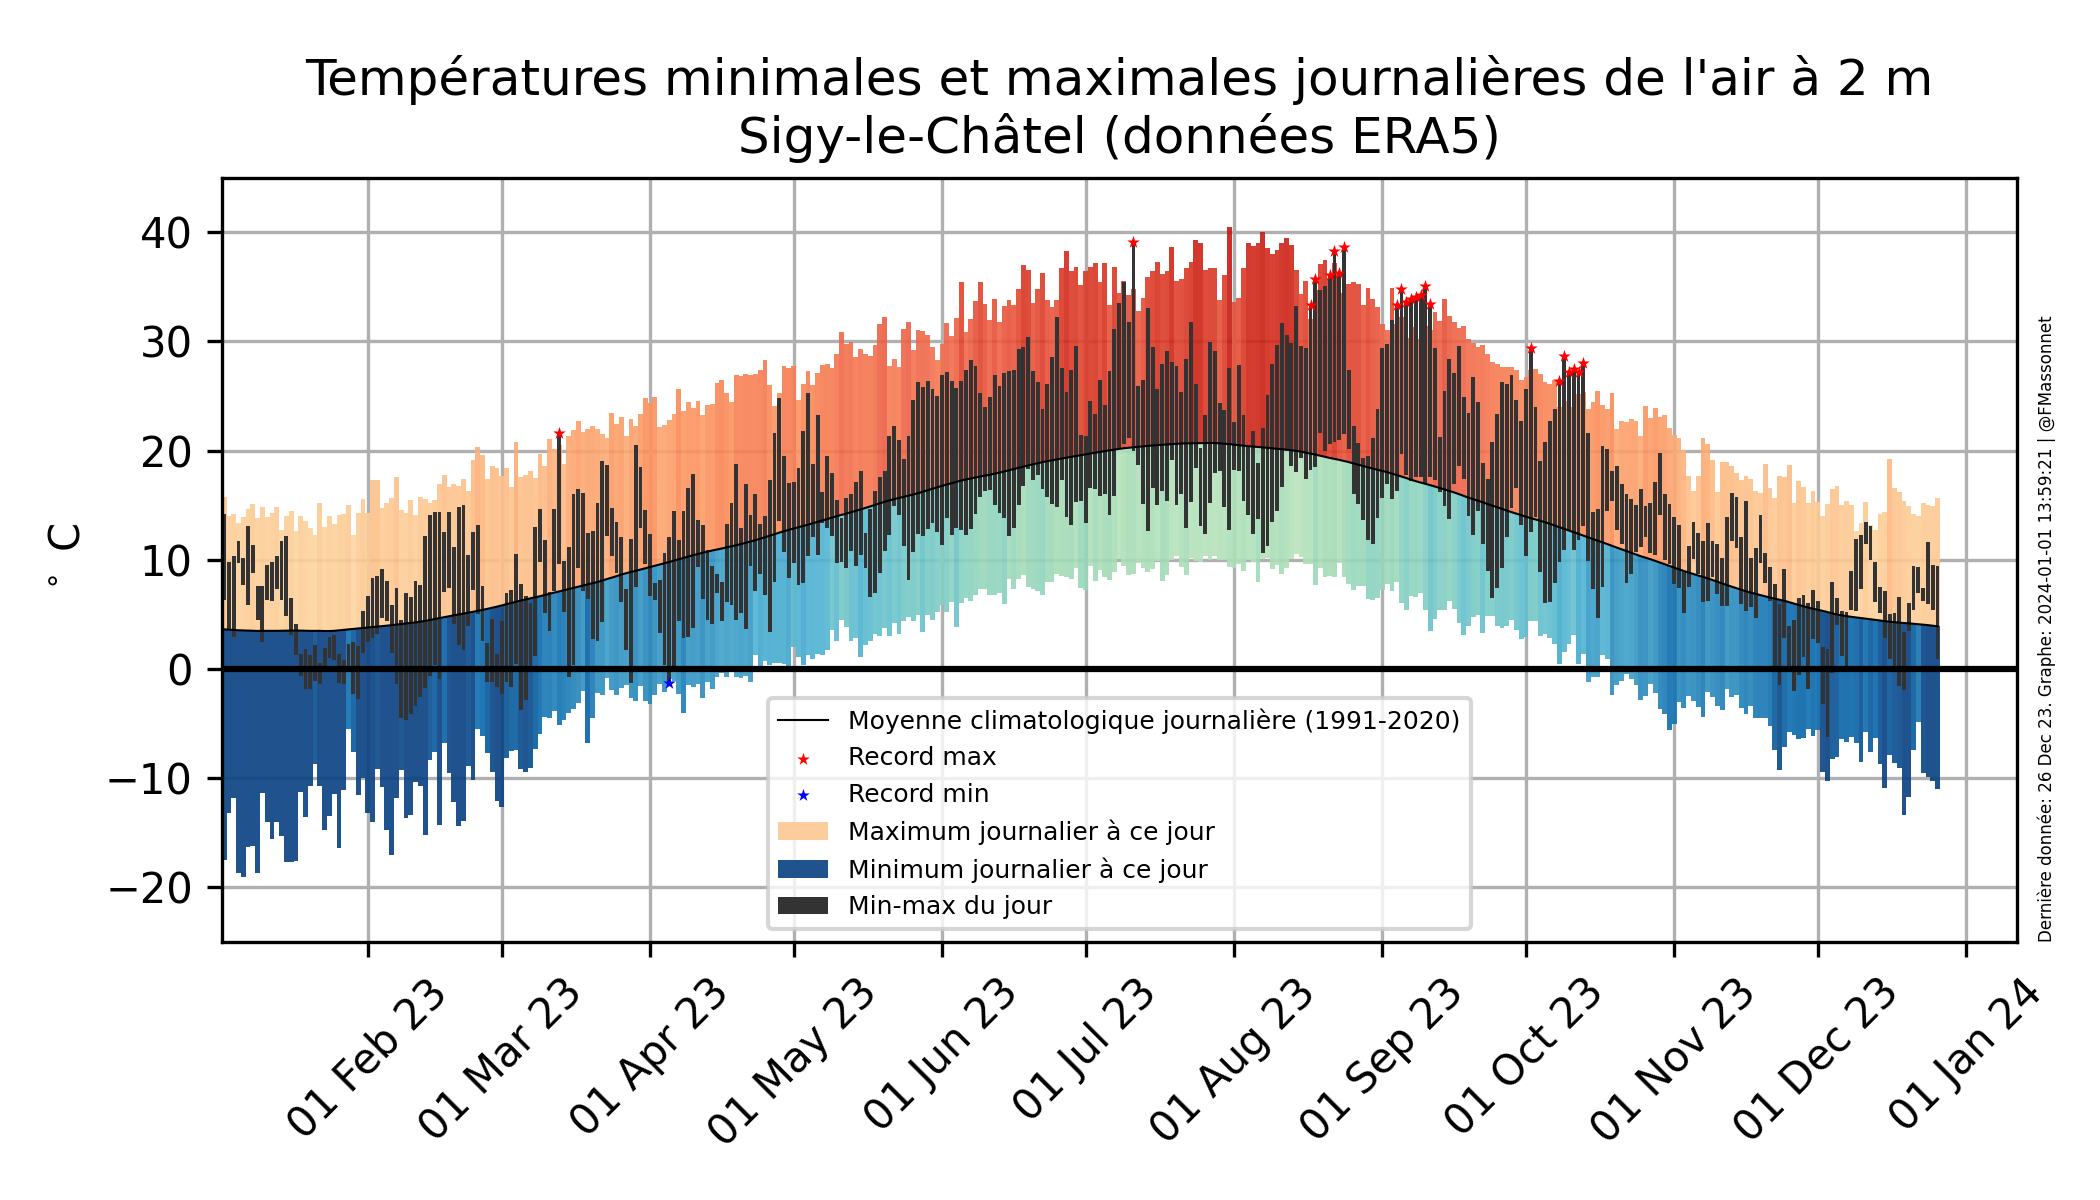 Températures minimales et maximales journalières de l'air à 2 m
Sigy-le-Châtel (données ERA5)
° C
40
30
20
10
0
−10
−20
Moyenne climatologique journalière (1991-2020)
Record max
Record min
Maximum journalier à ce jour
Minimum journalier à ce jour
Min-max du jour
01 Feb 23
01 Mar 23
01 Apr 23
01 May 23
01 Jun 23
01 Jul 23
01 Aug 23
01 Sep 23
01 Oct 23
01 Nov 23
01 Dec 23
01 Jan 24
Dernière donnée: 26 Dec 23. Graphe: 2024-01-01 13:59:21 | @FMassonnet